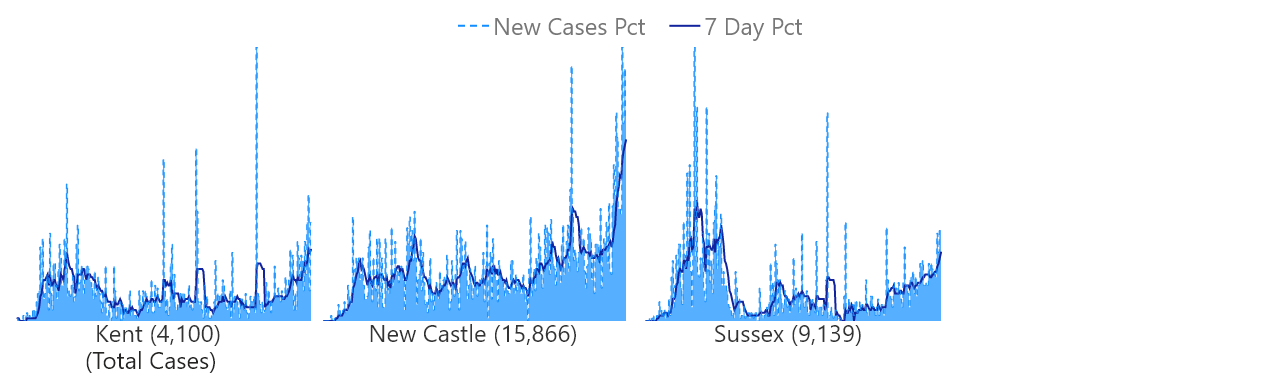 New Cases Pct 7 Day Pct
Kent (4,100) New Castle (15,866) Sussex (9,139)
(Total Cases)